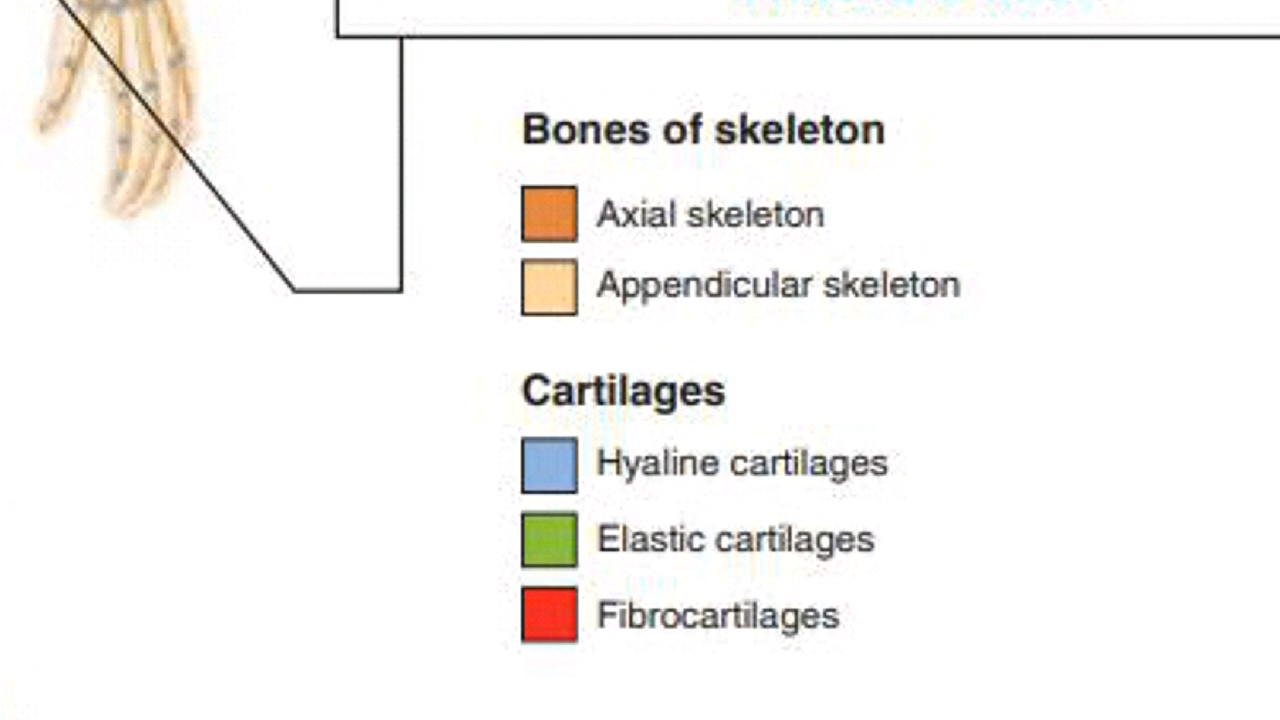 Bones of skeleton
Axial skeleton
Appendicular skeleton
Cartilages
Hyaline cartilages
Elastic cartilages
Fibrocartilages